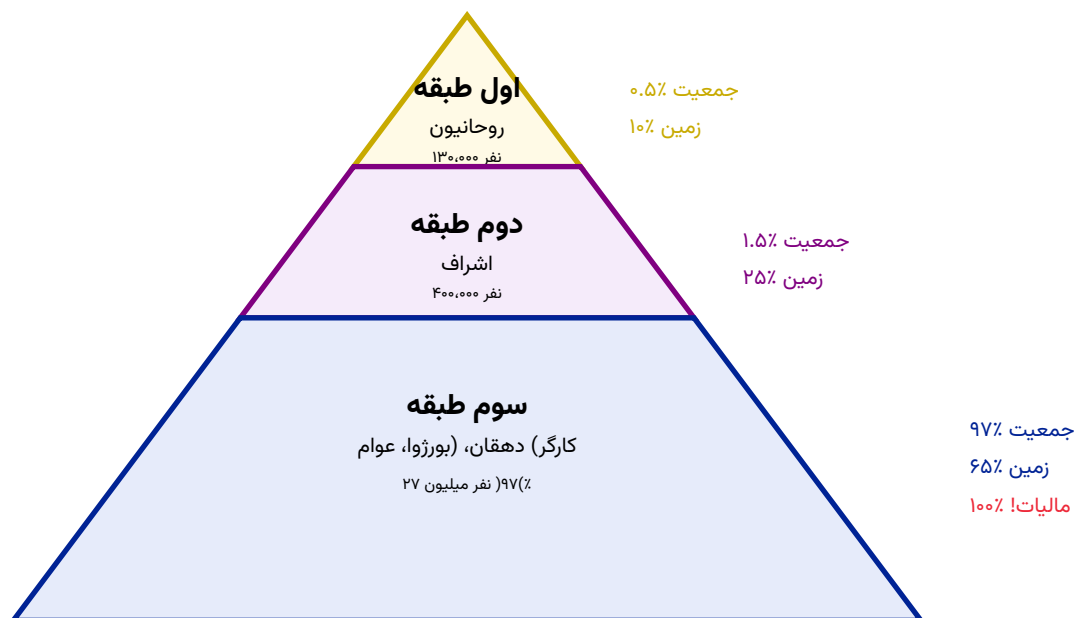 اول طبقه
روحانیون
نفر ۱۳۰،۰۰۰
جمعیت ۰.۵٪
زمین ۱۰٪
دوم طبقه
اشراف
نفر ۴۰۰،۰۰۰
جمعیت ۱.۵٪
زمین ۲۵٪
سوم طبقه
کارگر) دهقان، (بورژوا، عوام
(۹۷٪) نفر میلیون ۲۷
جمعیت ۹۷٪
زمین ۶۵٪
مالیات! ۱۰۰٪